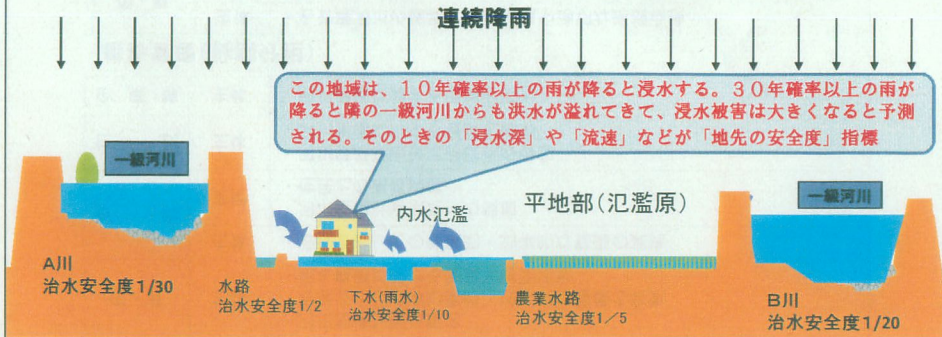 連続降雨
この地域は、１０年確率以上の雨が降ると浸水する。３０年確率以上の雨が
降ると隣の一級河川からも洪水が溢れてきて、浸水被害は大きくなると予測
される。そのときの「浸水深」や「流速」などが「地先の安全度」指標
一級河川
一級河川
内水氾濫
平地部（氾濫原）
A川
治水安全度1/30
水路
治水安全度1/2
下水(雨水)
治水安全度1/10
農業水路
治水安全度1／5
B川
治水安全度1/20